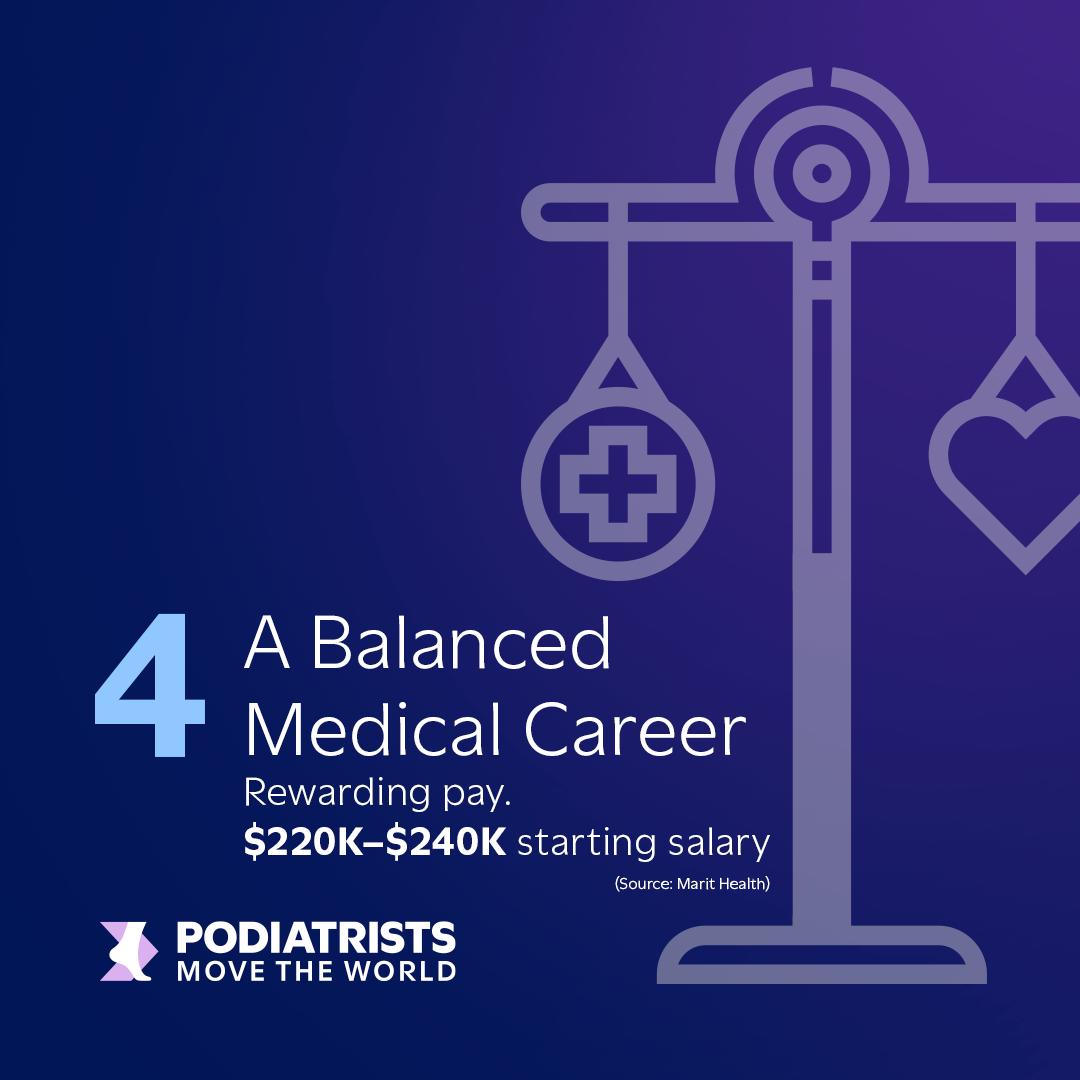 4
A Balanced
Medical Career
Rewarding pay.
$220K–$240K starting salary
(Source: Marit Health)
PODIATRISTS
MOVE THE WORLD